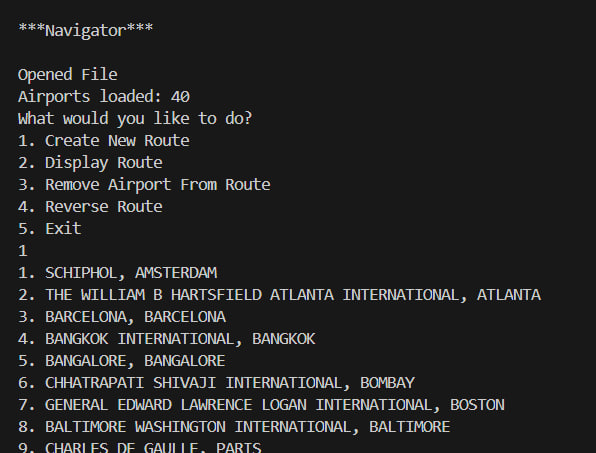 ***Navigator***
Opened File
Airports loaded: 40
What would you like to do?
1. Create New Route
2. Display Route
3. Remove Airport From Route
4. Reverse Route
5. Exit
1
1. SCHIPHOL, AMSTERDAM
2. THE WILLIAM B HARTSFIELD ATLANTA INTERNATIONAL, ATLANTA
3. BARCELONA, BARCELONA
4. BANGKOK INTERNATIONAL, BANGKOK
5. BANGALORE, BANGALORE
6. CHHATRAPATI SHIVAJI INTERNATIONAL, BOMBAY
7. GENERAL EDWARD LAWRENCE LOGAN INTERNATIONAL, BOSTON
8. BALTIMORE WASHINGTON INTERNATIONAL, BALTIMORE
9. CHARLES DE GAULLE, PARIS